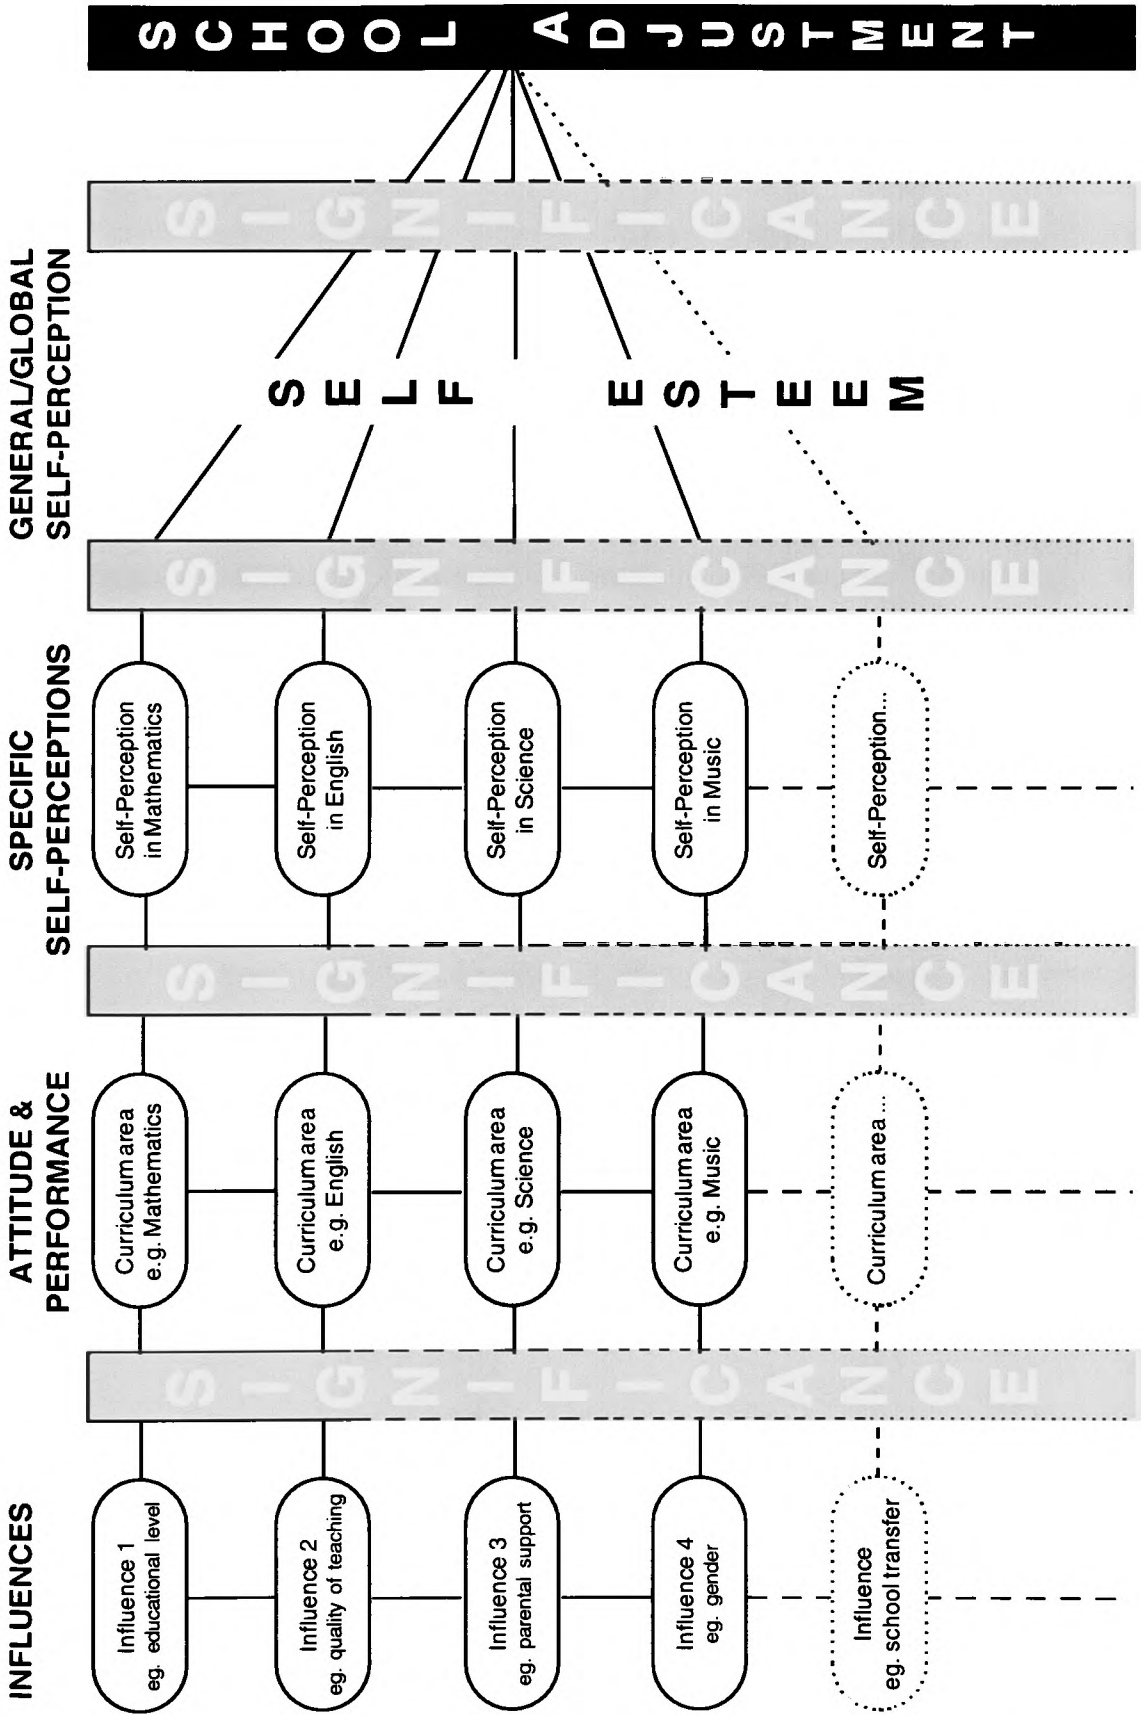 INFLUENCES
ATTITUDE &
PERFORMANCE
SPECIFIC
SELF-PERCEPTIONS
GENERAL/GLOBAL
SELF-PERCEPTION
Influence 1
eg. educational level
Influence 2
eg. quality of teaching
Influence 3
eg. parental support
Influence 4
eg. gender
Influence
eg. school transfer
SIGNIFICANCE
Curriculum area
e.g. Mathematics
Curriculum area
e.g. English
Curriculum area
e.g. Science
Curriculum area
e.g. Music
Curriculum area ...
SIGNIFICANCE
Self-Perception
in Mathematics
Self-Perception
in English
Self-Perception
in Science
Self-Perception
in Music
Self-Perception...
SIGNIFICANCE
SELF ESTEEM
SIGNIFICANCE
SCHOOL ADJUSTMENT